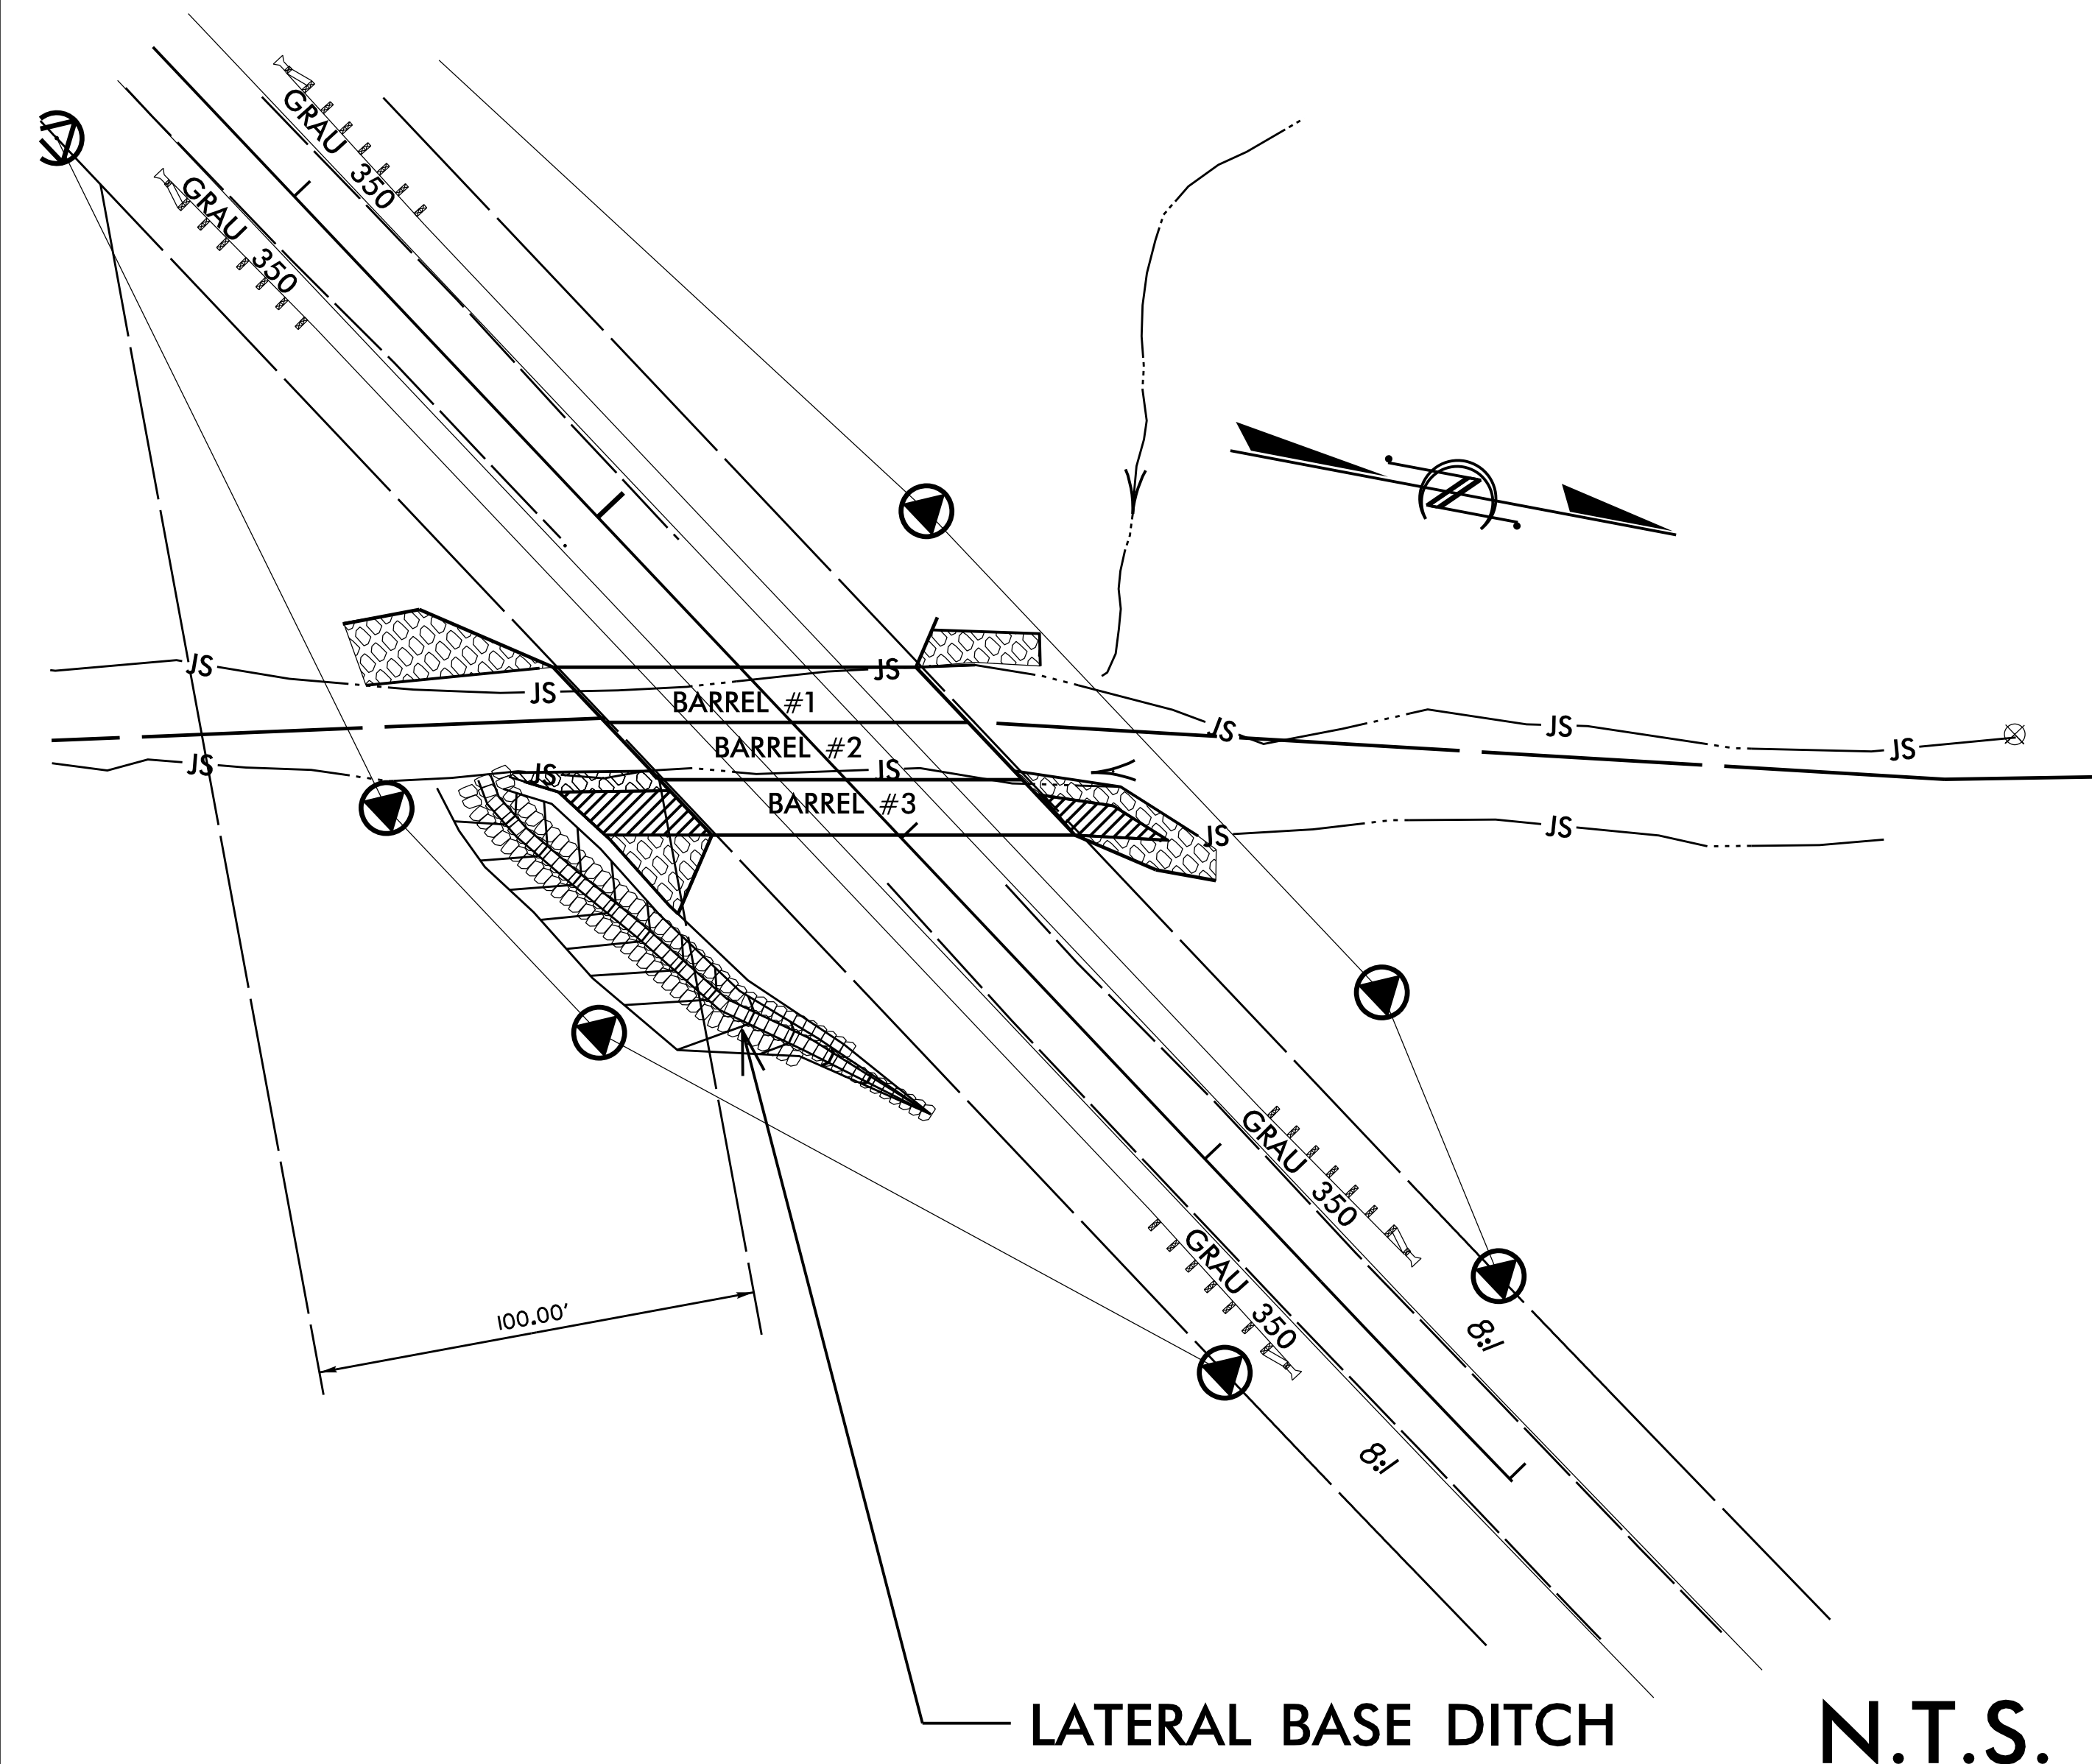 GRAU 350
GRAU 350
JS
JS
JS
BARREL #1
JS
JS
BARREL #2
JS
JS
JS
JS
BARREL #3
JS
JS
GRAU 350
GRAU 350
100.00'
8:1
8:1
LATERAL BASE DITCH
N.T.S.